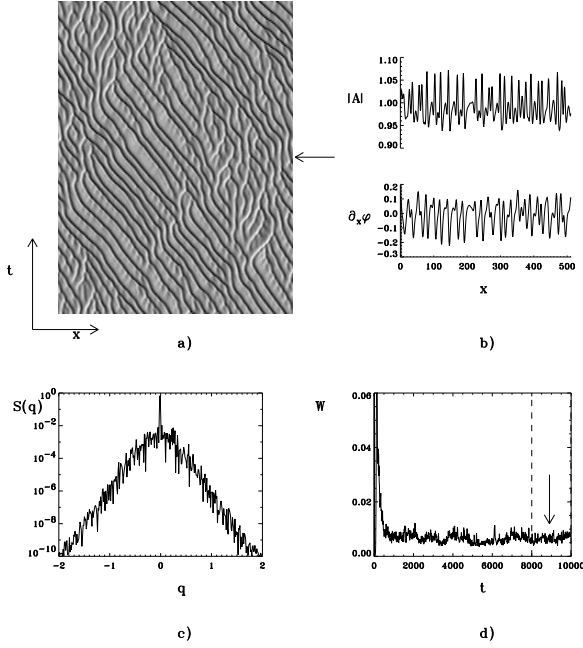 t
x
a)
|A|
1.10
1.05
1.00
0.95
0.90
∂ₓφ
0.2
0.1
-0.0
-0.1
-0.2
-0.3
0 100 200 300 400 500
x
b)
S(q)
10⁰
10⁻²
10⁻⁴
10⁻⁶
10⁻⁸
10⁻¹⁰
-2 -1 0 1 2
q
c)
W
0.06
0.04
0.02
0.00
0 2000 4000 6000 8000 10000
t
d)